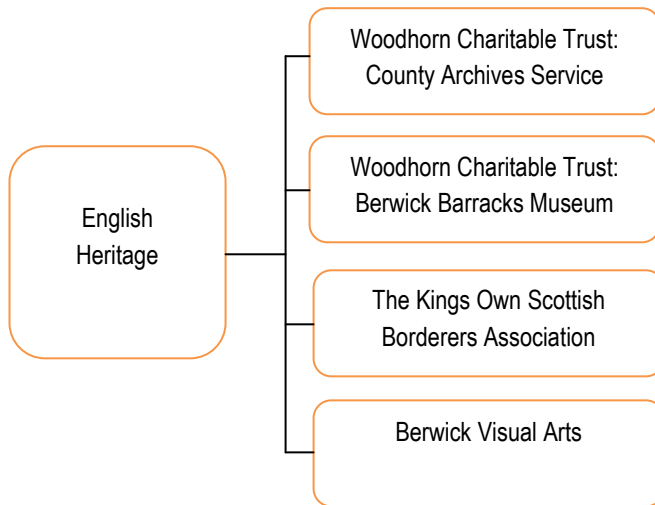 English
Heritage
Woodhorn Charitable Trust:
County Archives Service
Woodhorn Charitable Trust:
Berwick Barracks Museum
The Kings Own Scottish
Borderers Association
Berwick Visual Arts